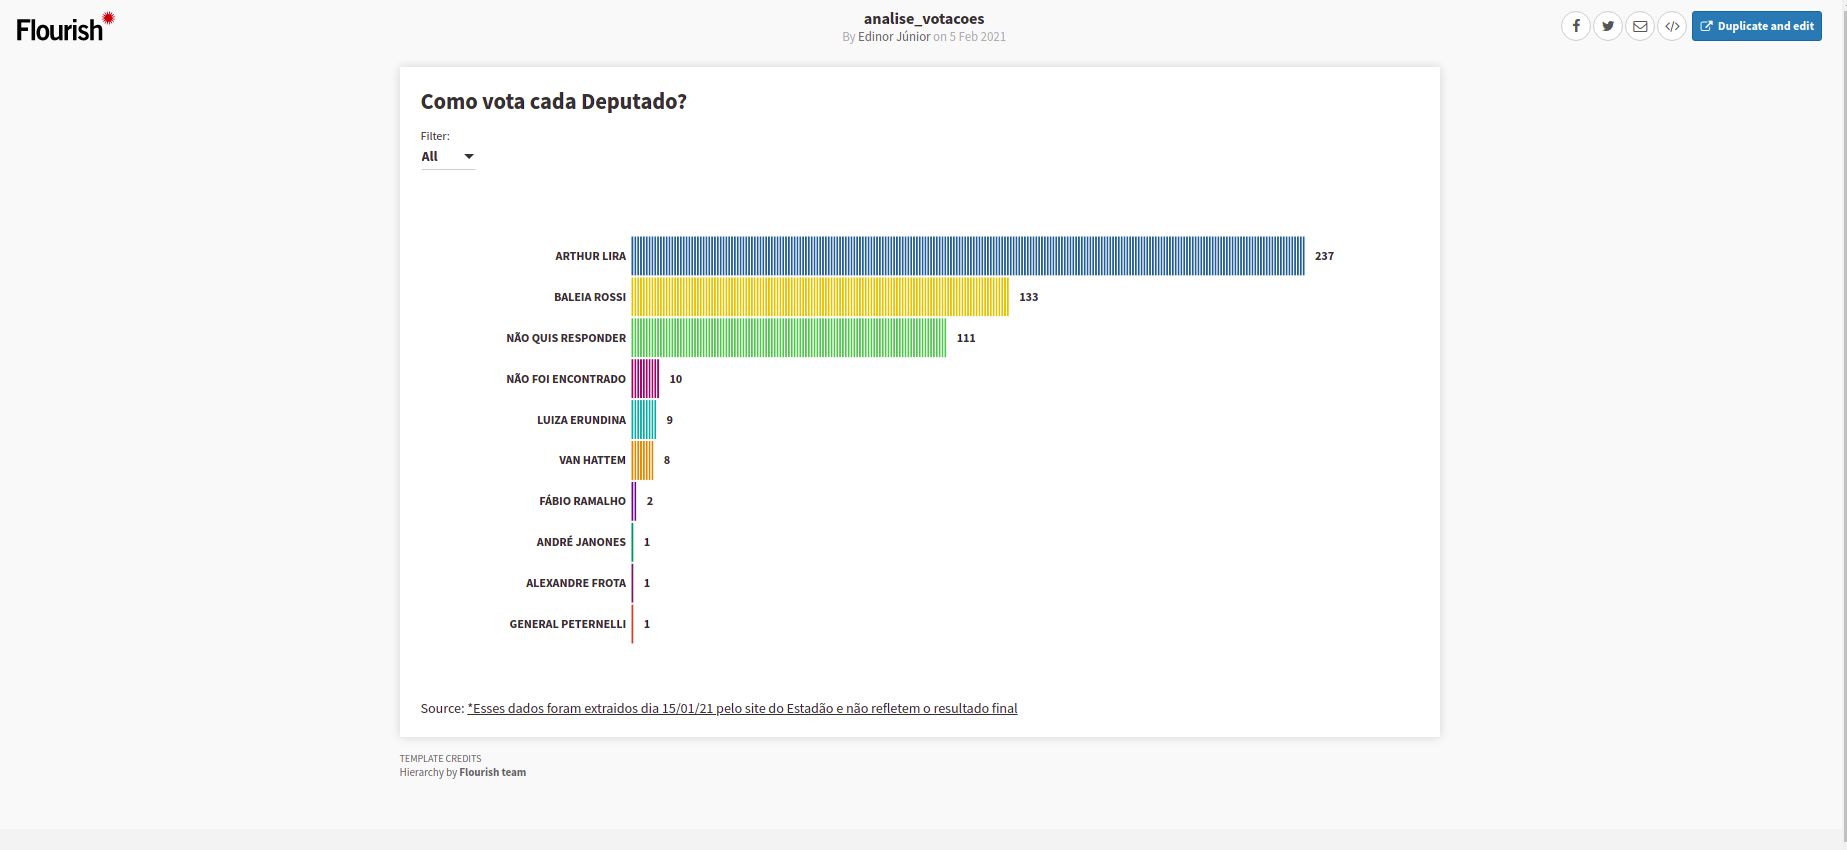 Flourish
analise_votacoes
By Edinor Júnior on 5 Feb 2021
</>
Duplicate and edit
Como vota cada Deputado?
Filter:
All
ARTHUR LIRA 237
BALEIA ROSSI 133
NÃO QUIS RESPONDER 111
NÃO FOI ENCONTRADO 10
LUIZA ERUNDINA 9
VAN HATTEM 8
FÁBIO RAMALHO 2
ANDRÉ JANONES 1
ALEXANDRE FROTA 1
GENERAL PETERNELLI 1
Source: *Esses dados foram extraidos dia 15/01/21 pelo site do Estadão e não refletem o resultado final
TEMPLATE CREDITS
Hierarchy by Flourish team